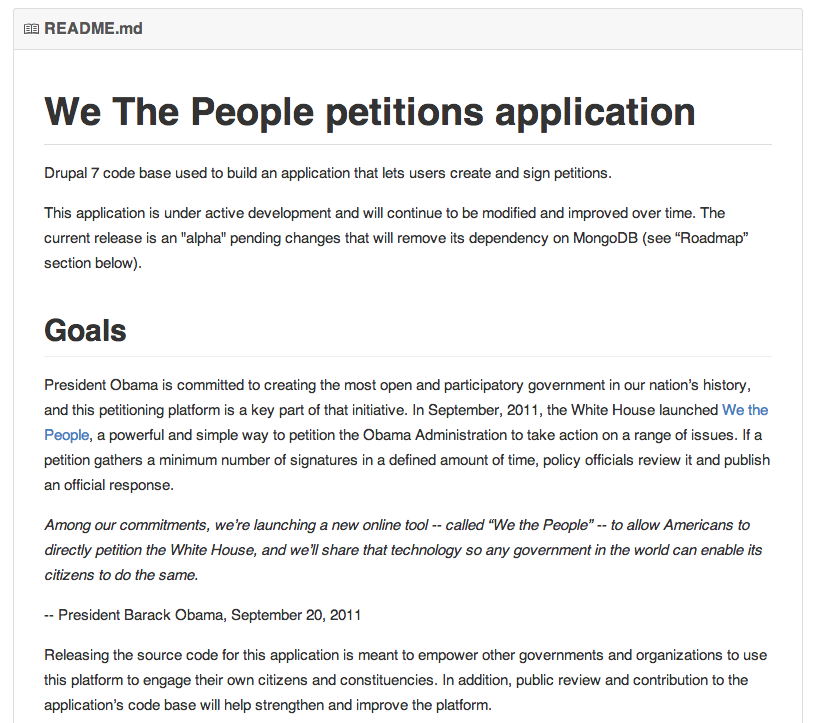 README.md
We The People petitions application
Drupal 7 code base used to build an application that lets users create and sign petitions.
This application is under active development and will continue to be modified and improved over time. The
current release is an "alpha" pending changes that will remove its dependency on MongoDB (see “Roadmap”
section below).
Goals
President Obama is committed to creating the most open and participatory government in our nation’s history,
and this petitioning platform is a key part of that initiative. In September, 2011, the White House launched We the
People, a powerful and simple way to petition the Obama Administration to take action on a range of issues. If a
petition gathers a minimum number of signatures in a defined amount of time, policy officials review it and publish
an official response.
Among our commitments, we’re launching a new online tool -- called “We the People” -- to allow Americans to
directly petition the White House, and we’ll share that technology so any government in the world can enable its
citizens to do the same.
-- President Barack Obama, September 20, 2011
Releasing the source code for this application is meant to empower other governments and organizations to use
this platform to engage their own citizens and constituencies. In addition, public review and contribution to the
application’s code base will help strengthen and improve the platform.